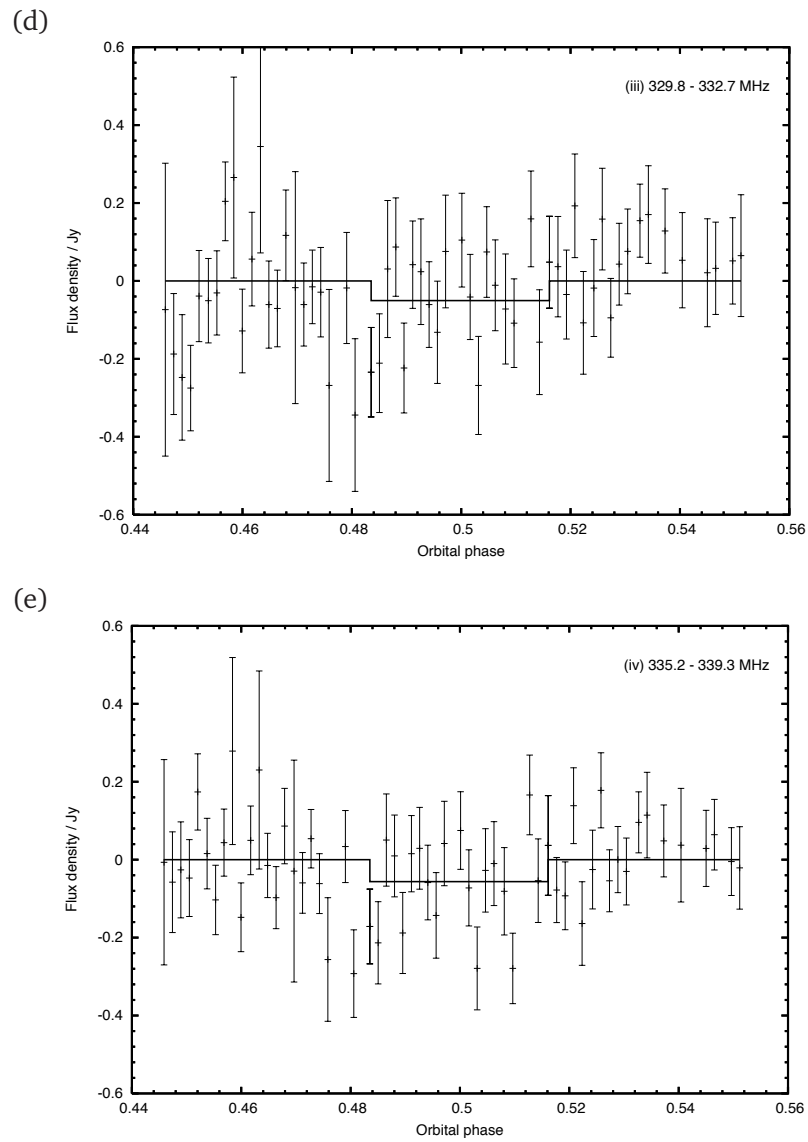 (d)
(iii) 329.8 - 332.7 MHz
Flux density / Jy
0.6
0.4
0.2
0
-0.2
-0.4
-0.6
0.44 0.46 0.48 0.5 0.52 0.54 0.56
Orbital phase
(e)
(iv) 335.2 - 339.3 MHz
Flux density / Jy
0.6
0.4
0.2
0
-0.2
-0.4
-0.6
0.44 0.46 0.48 0.5 0.52 0.54 0.56
Orbital phase